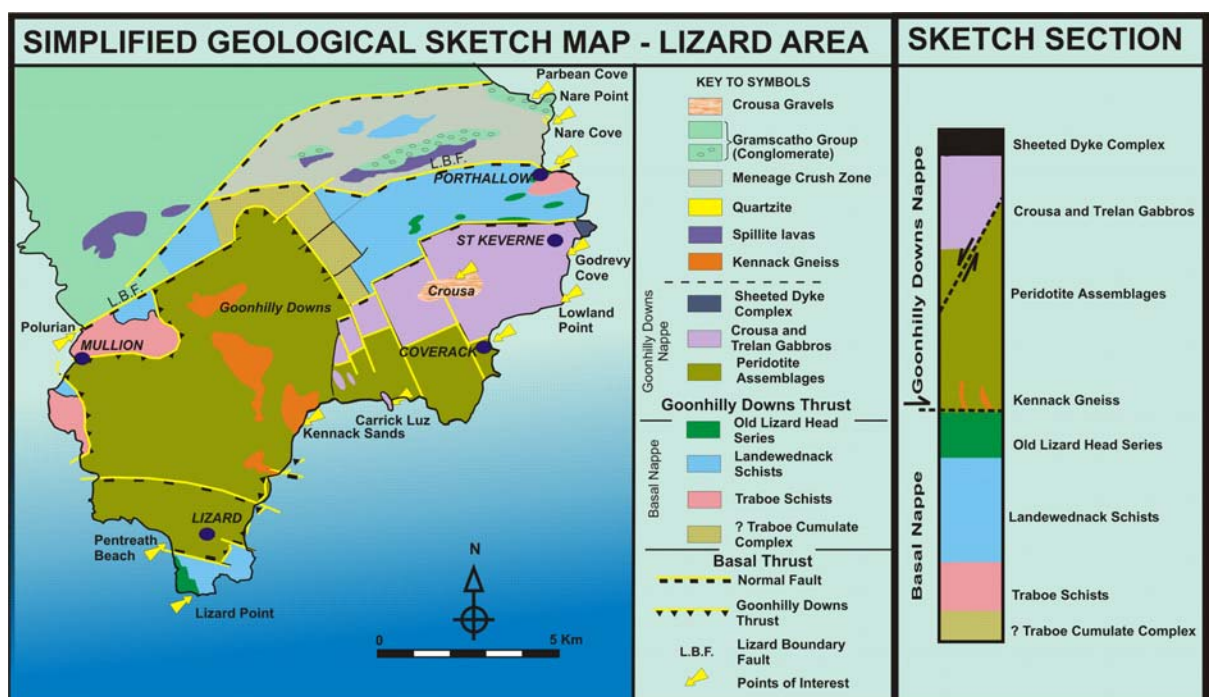 SIMPLIFIED GEOLOGICAL SKETCH MAP - LIZARD AREA
Parbean Cove
Nare Point
Nare Cove
L.B.F.
PORTHALLOW
ST KEVERNE
Godrevy
Cove
Crousa
Lowland
Point
Goonhilly Downs
L.B.F.
Polurian
MULLION
COVERACK
Carrick Luz
Kennack Sands
LIZARD
Pentreath
Beach
Lizard Point
N
0
5 Km
KEY TO SYMBOLS
Crousa Gravels
Gramscatho Group
(Conglomerate)
Meneage Crush Zone
Quartzite
Spillite lavas
Kennack Gneiss
Goonhilly Downs
Nappe
Sheeted Dyke
Complex
Crousa and
Trelan Gabbros
Peridotite
Assemblages
Goonhilly Downs Thrust
Basal Nappe
Old Lizard Head
Series
Landewednack
Schists
Traboe Schists
? Traboe Cumulate
Complex
Basal Thrust
Normal Fault
Goonhilly Downs
Thrust
L.B.F.
Lizard Boundary
Fault
Points of Interest
SKETCH SECTION
Goonhilly Downs Nappe
Basal Nappe
Sheeted Dyke Complex
Crousa and Trelan Gabbros
Peridotite Assemblages
Kennack Gneiss
Old Lizard Head Series
Landewednack Schists
Traboe Schists
? Traboe Cumulate Complex